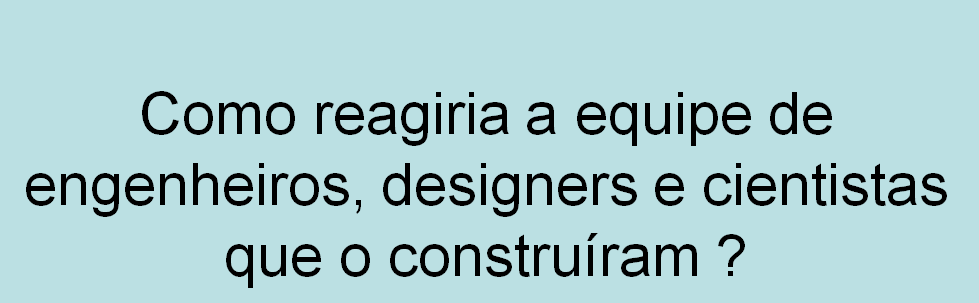 Como reagiria a equipe de
engenheiros, designers e cientistas
que o construíram ?